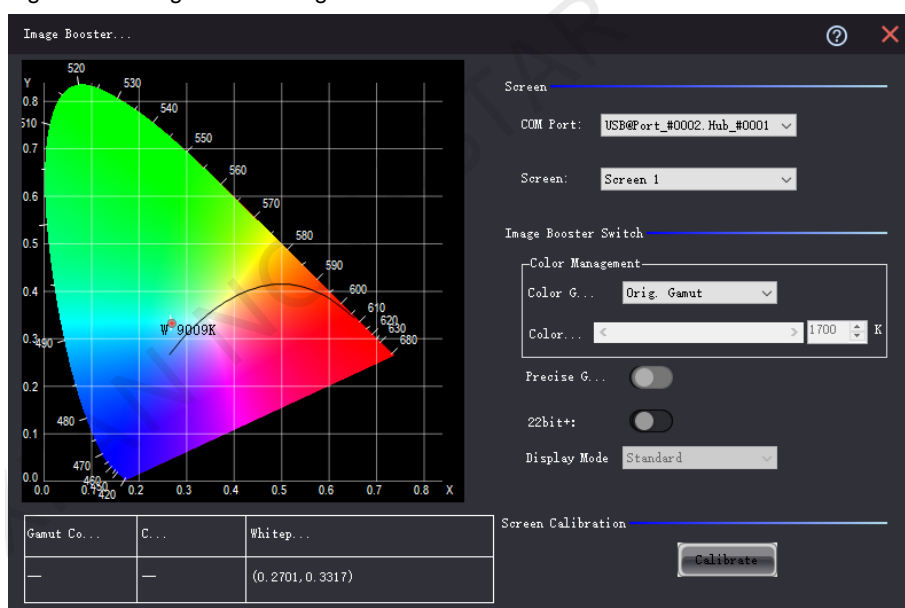 Image Booster...
Y
520
530
540
550
560
570
580
590
600
610
620
630
680
510
490
480
470
460
420
0.8
0.7
0.6
0.5
0.4
0.3
0.2
0.1
0.0
W 9009K
0.0 0.1 0.2 0.3 0.4 0.5 0.6 0.7 0.8 X
Gamut Co... C... Whitep...
— — (0.2701,0.3317)
Screen
COM Port: USB@Port_#0002.Hub_#0001
Screen: Screen 1
Image Booster Switch
Color Management
Color G... Orig. Gamut
Color... < > 1700 K
Precise G...
22bit+:
Display Mode Standard
Screen Calibration
Calibrate